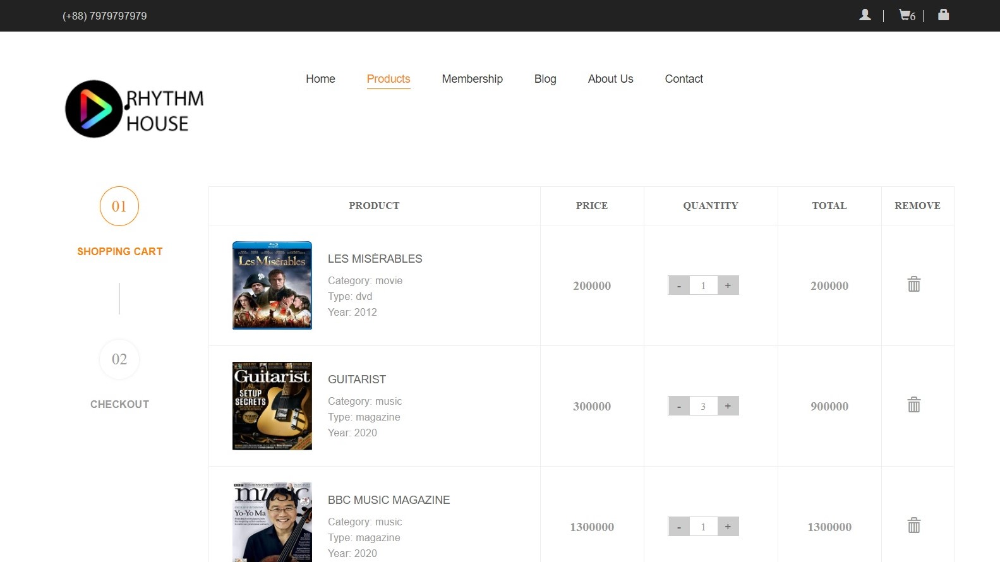 (+88) 7979797979
6
RHYTHM
HOUSE
Home
Products
Membership
Blog
About Us
Contact
01
SHOPPING CART
02
CHECKOUT
PRODUCT
PRICE
QUANTITY
TOTAL
REMOVE
Les Misérables
LES MISÉRABLES
Category: movie
Type: dvd
Year: 2012
200000
- 1 +
200000
Guitarist
SETUP
SECRETS
GUITARIST
Category: music
Type: magazine
Year: 2020
300000
- 3 +
900000
BBC
music
Yo-Yo Ma
BBC MUSIC MAGAZINE
Category: music
Type: magazine
Year: 2020
1300000
- 1 +
1300000